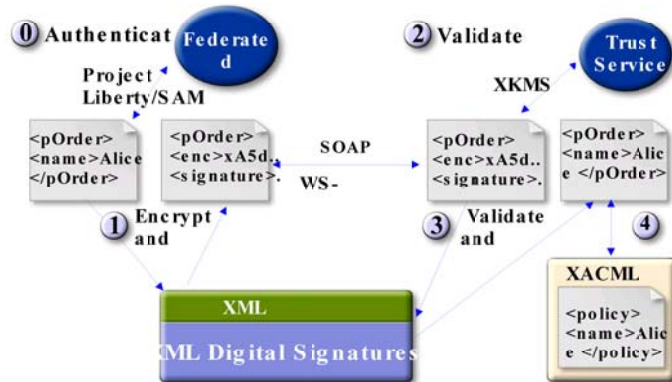 0 Authenticat
Federate
d
2 Validate
Trust
Service
Project
Liberty/SAM
XKMS
<pOrder>
<name>Alice
</pOrder>
<pOrder>
<enc>xA5d..
<signature>.
SOAP
WS-
<pOrder>
<enc>xA5d..
<signature>.
<pOrder>
<name>Alic
e </pOrder>
1 Encrypt
and
3 Validate
and
4
XML
XML Digital Signatures
XACML
<policy>
<name>Alic
e </policy>